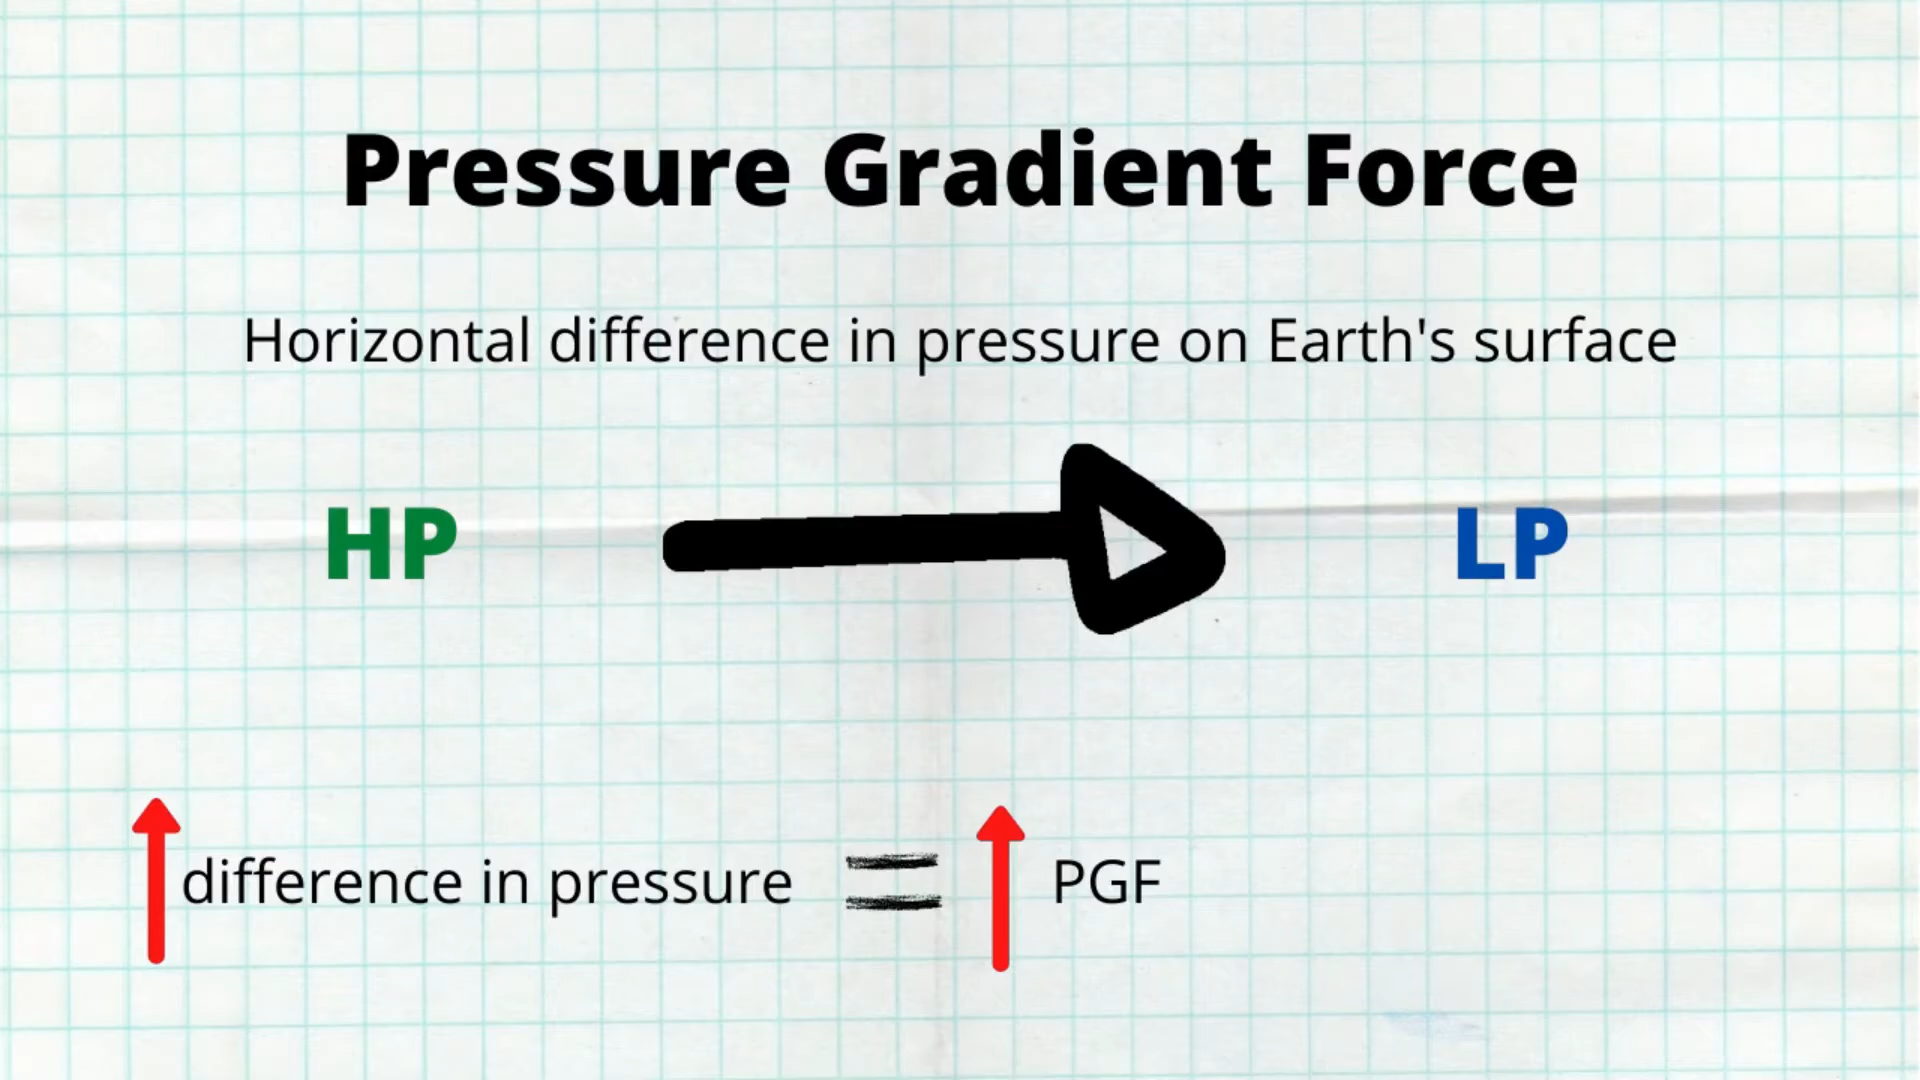 Pressure Gradient Force
Horizontal difference in pressure on Earth's surface
HP
LP
difference in pressure = PGF